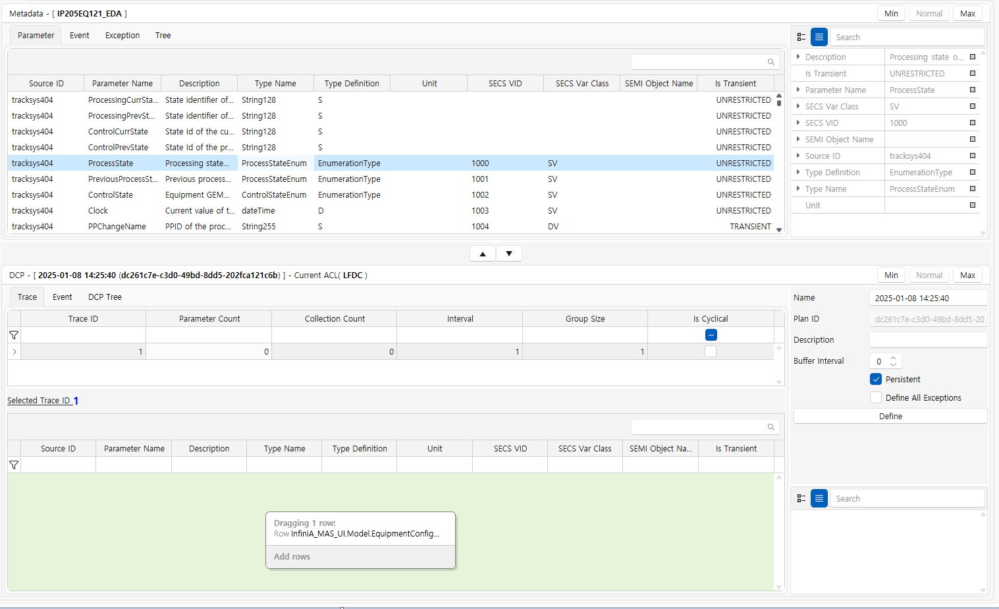 Metadata - [ IP205EQ121_EDA ]
Min Normal Max
Parameter Event Exception Tree
Search
Source ID Parameter Name Description Type Name Type Definition Unit SECS VID SECS Var Class SEMI Object Name Is Transient
tracksys404 ProcessingCurrSta... State identifier of... String128 S UNRESTRICTED
tracksys404 ProcessingPrevSt... State identifier of... String128 S UNRESTRICTED
tracksys404 ControlCurrState State Id of the cu... String128 S UNRESTRICTED
tracksys404 ControlPrevState State Id of the pr... String128 S UNRESTRICTED
tracksys404 ProcessState Processing state... ProcessStateEnum EnumerationType 1000 SV UNRESTRICTED
tracksys404 PreviousProcessSt... Previous process... ProcessStateEnum EnumerationType 1001 SV UNRESTRICTED
tracksys404 ControlState Equipment GEM... ControlStateEnum EnumerationType 1002 SV UNRESTRICTED
tracksys404 Clock Current value of t... dateTime D 1003 SV UNRESTRICTED
tracksys404 PPChangeName PPID of the proc... String255 S 1004 DV TRANSIENT
Description Processing state o...
Is Transient UNRESTRICTED
Parameter Name ProcessState
SECS Var Class SV
SECS VID 1000
SEMI Object Name
Source ID tracksys404
Type Definition EnumerationType
Type Name ProcessStateEnum
Unit
DCP - [ 2025-01-08 14:25:40 (dc261c7e-c3d0-49bd-8dd5-202fca121c6b) ] - Current ACL( LFDC )
Min Normal Max
Trace Event DCP Tree
Trace ID Parameter Count Collection Count Interval Group Size Is Cyclical
1 0 0 1 1
Selected Trace ID 1
Source ID Parameter Name Description Type Name Type Definition Unit SECS VID SECS Var Class SEMI Object Na... Is Transient
Dragging 1 row:
Row InfiniA_MAS_UI.Model.EquipmentConfig...
Add rows
Name 2025-01-08 14:25:40
Plan ID dc261c7e-c3d0-49bd-8dd5-20
Description
Buffer Interval 0
Persistent
Define All Exceptions
Define
Search